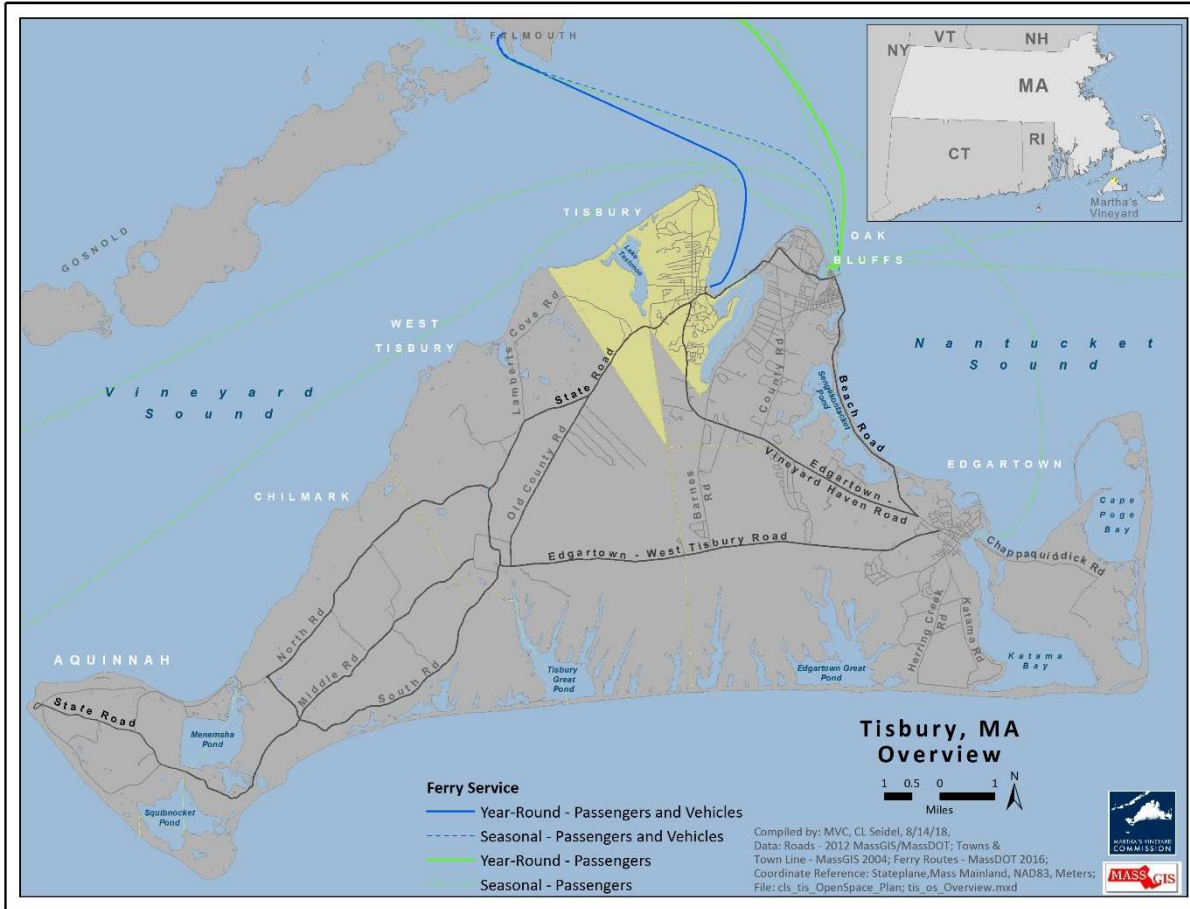 FALMOUTH
NY
VT
NH
MA
CT
RI
Martha's
Vineyard
GOSNOLD
TISBURY
Lake
Tashmoo
OAK
BLUFFS
WEST
TISBURY
Lamberts Cove Rd
State Road
Old County Rd
County Rd
Sengekontacket
Pond
Beach Road
Nantucket
Sound
Vineyard
Sound
EDGARTOWN
Edgartown -
Vineyard Haven Road
Barnes
Rd
CHILMARK
Cape
Poge
Bay
Edgartown - West Tisbury Road
Chappaquiddick Rd
North Rd
Middle Rd
South Rd
Herring Creek
Rd
Katama Rd
Katama
Bay
AQUINNAH
Tisbury
Great
Pond
Edgartown Great
Pond
State Road
Menemsha
Pond
Squibnocket
Pond
Tisbury, MA
Overview
1 0.5 0 1
Miles
N
Ferry Service
Year-Round - Passengers and Vehicles
Seasonal - Passengers and Vehicles
Year-Round - Passengers
Seasonal - Passengers
Compiled by: MVC, CL Seidel, 8/14/18,
Data: Roads - 2012 MassGIS/MassDOT; Towns &
Town Line - MassGIS 2004; Ferry Routes - MassDOT 2016;
Coordinate Reference: Stateplane,Mass Mainland, NAD83, Meters;
File: cls_tis_OpenSpace_Plan; tis_os_Overview.mxd
MARTHA'S VINEYARD
COMMISSION
MASS GIS